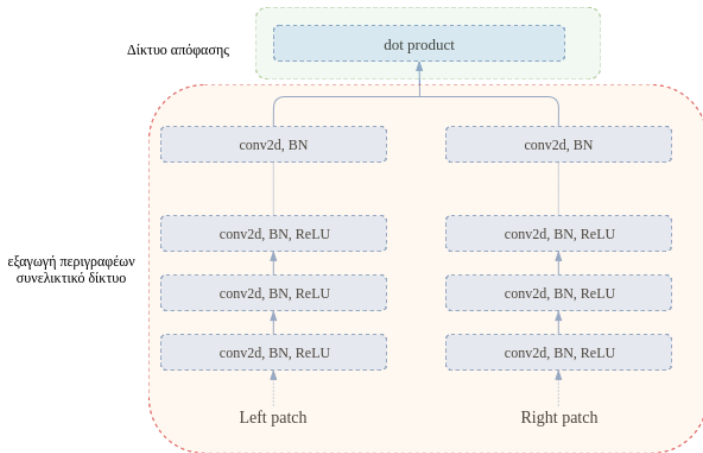 Δίκτυο απόφασης
dot product
conv2d, BN
conv2d, BN
conv2d, BN, ReLU
conv2d, BN, ReLU
εξαγωγή περιγραφέων
συνελικτικό δίκτυο
conv2d, BN, ReLU
conv2d, BN, ReLU
conv2d, BN, ReLU
conv2d, BN, ReLU
Left patch
Right patch